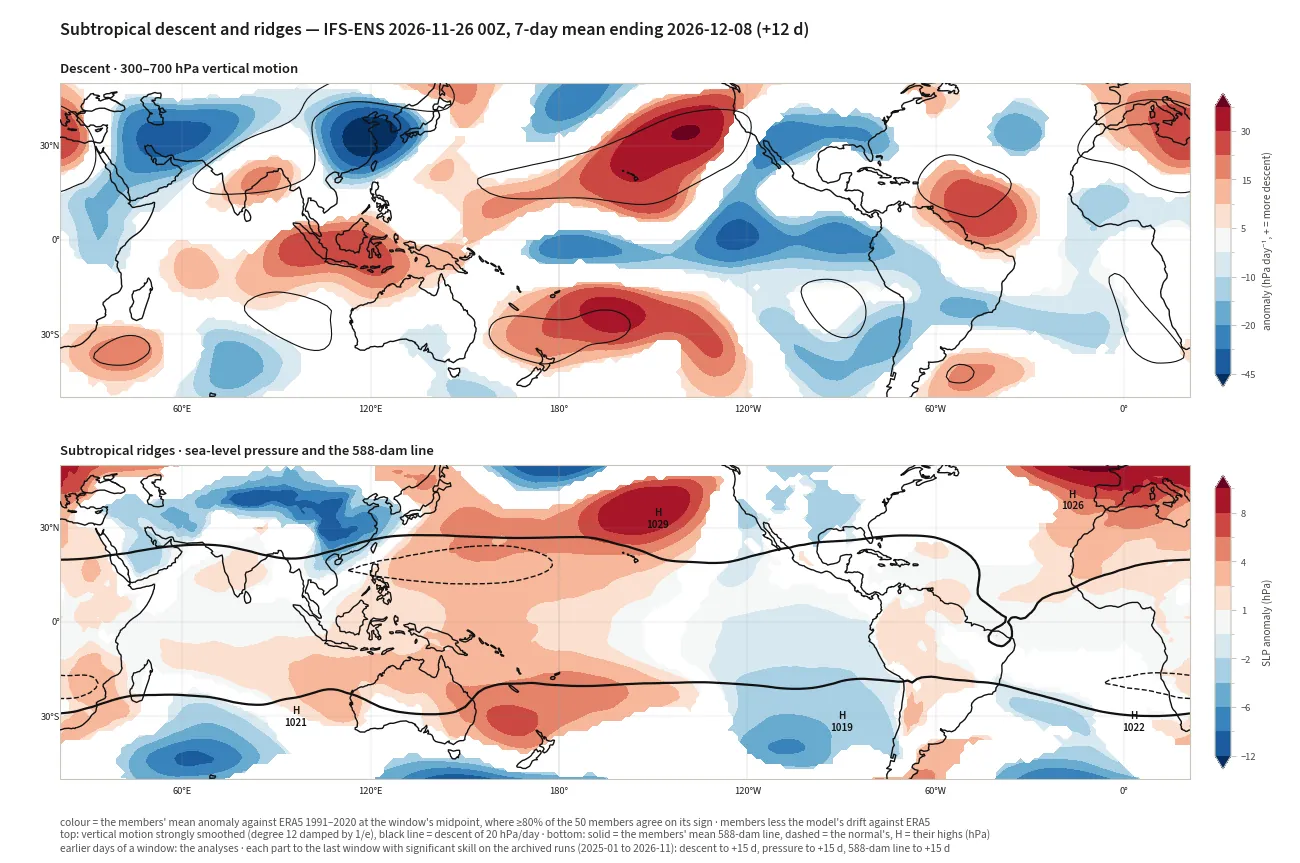 Subtropical descent and ridges — IFS-ENS 2026-11-26 00Z, 7-day mean ending 2026-12-08 (+12 d)
Descent · 300–700 hPa vertical motion
30°N
0°
30°S
60°E
120°E
180°
120°W
60°W
0°
30
15
5
−10
−20
−45
anomaly (hPa day⁻¹, + = more descent)
Subtropical ridges · sea-level pressure and the 588-dam line
H
1029
H
1026
H
1021
H
1019
H
1022
30°N
0°
30°S
60°E
120°E
180°
120°W
60°W
0°
8
4
1
−2
−6
−12
SLP anomaly (hPa)
colour = the members' mean anomaly against ERA5 1991–2020 at the window's midpoint, where ≥80% of the 50 members agree on its sign · members less the model's drift against ERA5
top: vertical motion strongly smoothed (degree 12 damped by 1/e), black line = descent of 20 hPa/day · bottom: solid = the members' mean 588-dam line, dashed = the normal's, H = their highs (hPa)
earlier days of a window: the analyses · each part to the last window with significant skill on the archived runs (2025-01 to 2026-11): descent to +15 d, pressure to +15 d, 588-dam line to +15 d